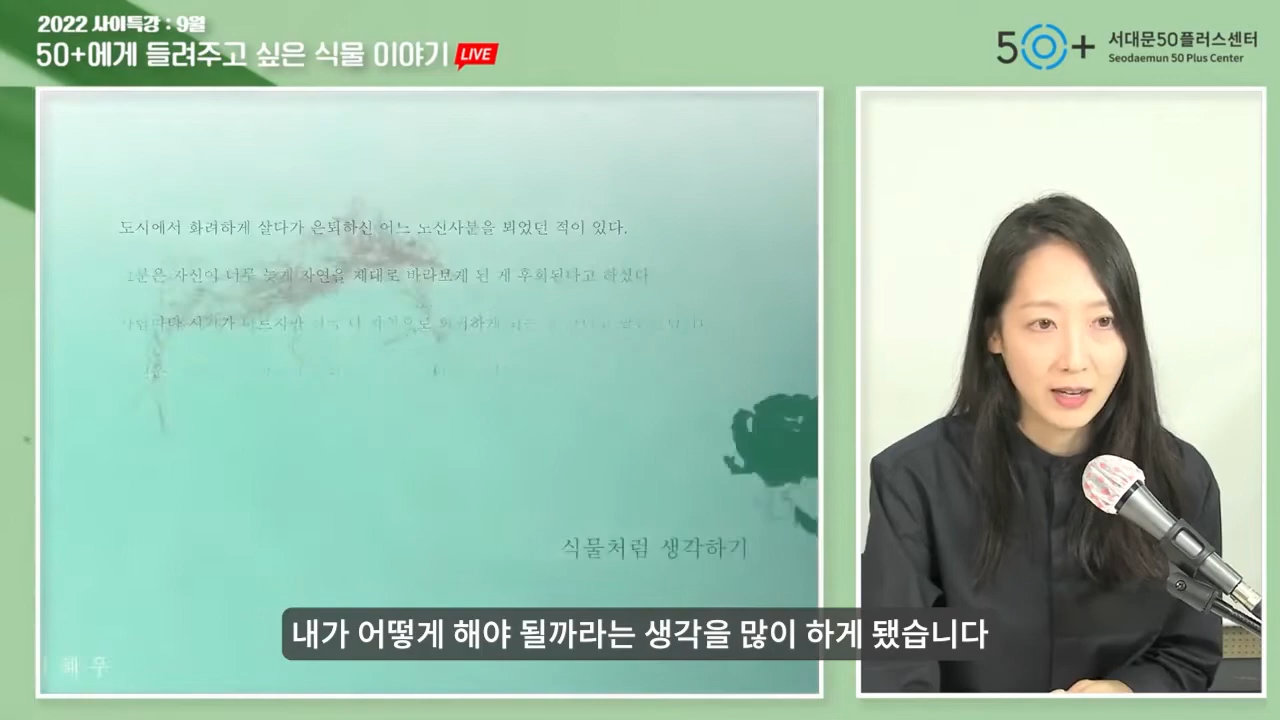 2022 사이특강 : 9월
50+에게 들려주고 싶은 식물 이야기 LIVE
50+ 서대문50플러스센터
Seodaemun 50 Plus Center
도시에서 화려하게 살다가 은퇴하신 어느 노신사분을 뵈었던 적이 있다.
자신이 너무 늦게 자연을 제대로 바라보게 된 게 후회된다고 하셨다
식물처럼 생각하기
내가 어떻게 해야 될까라는 생각을 많이 하게 됐습니다